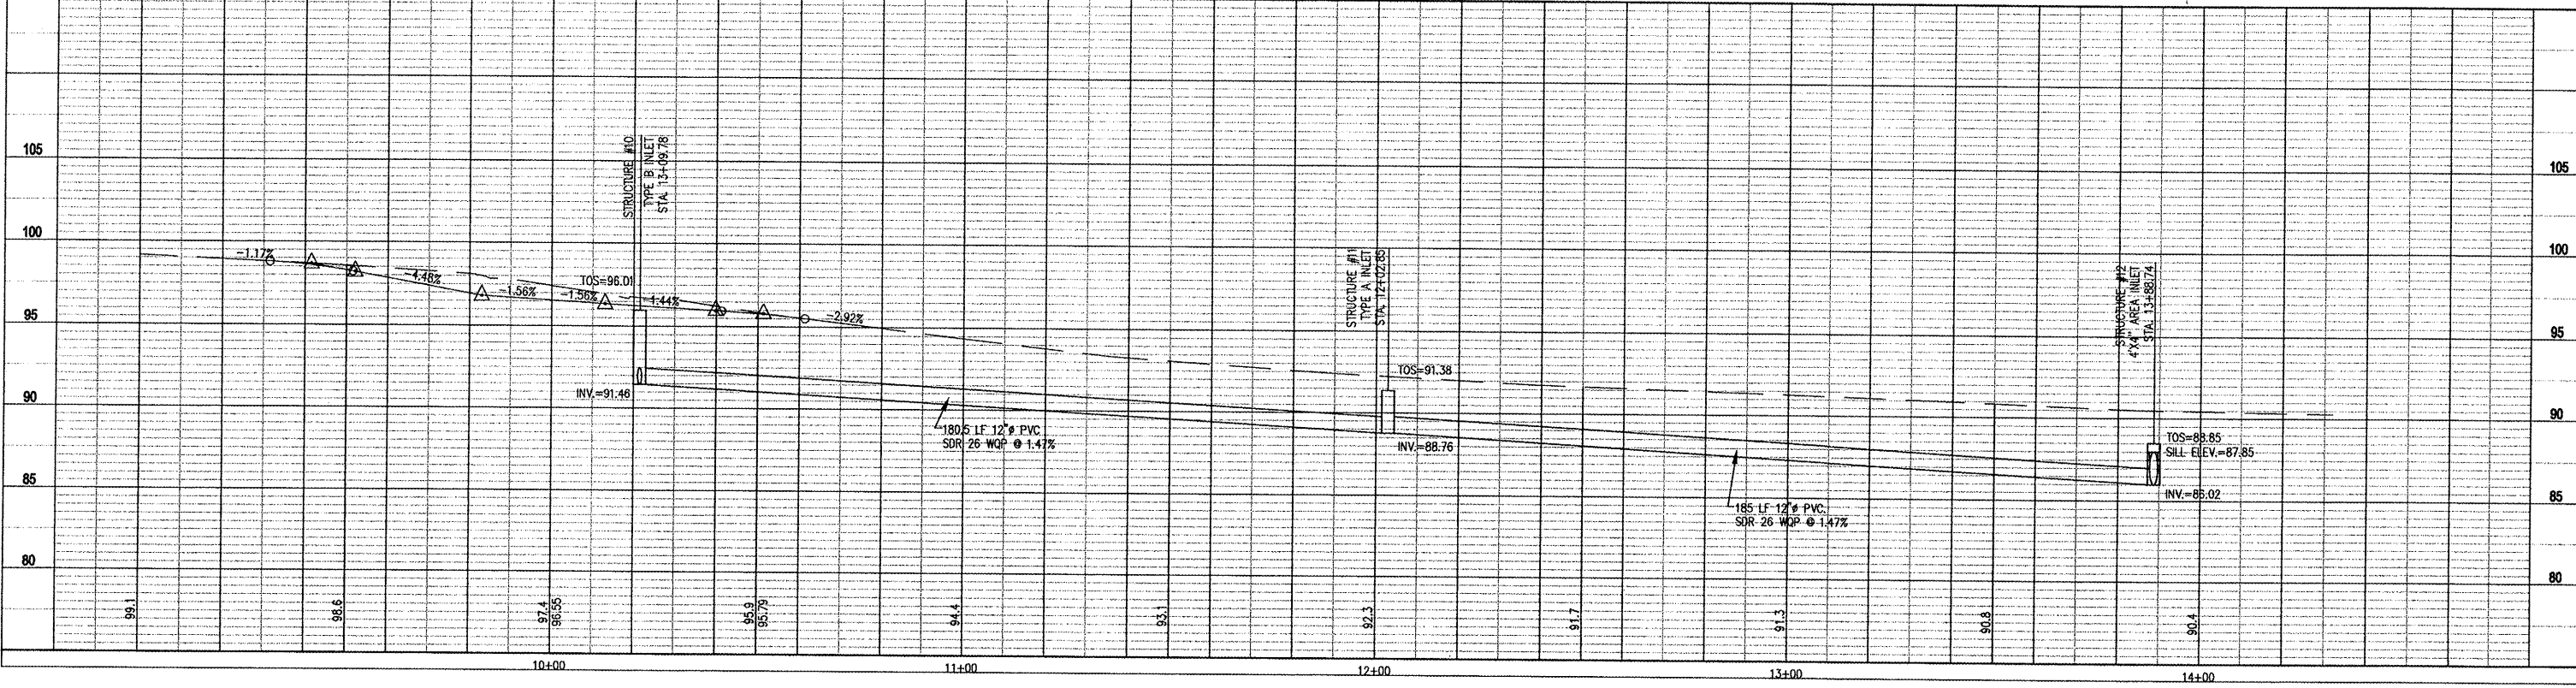 105
100
95
90
85
80
105
100
95
90
85
80
STRUCTURE #10
TYPE B INLET
STA. 13+09.78
-1.17%
-4.48%
-1.56%
-1.56%
TOS=96.01
-1.44%
-2.92%
INV.=91.46
180.5 LF 12"ø PVC
SDR 26 WQP @ 1.47%
STRUCTURE #11
TYPE A INLET
STA. 12+02.85
TOS=91.38
INV.=88.76
185 LF 12"ø PVC
SDR 26 WQP @ 1.47%
STRUCTURE #12
4'X4' AREA INLET
STA: 13+88.74
TOS=88.85
SILL ELEV.=87.85
INV.=86.02
99.1
98.6
97.4
96.55
95.9
95.79
94.4
93.1
92.3
91.7
91.3
90.8
90.4
10+00
11+00
12+00
13+00
14+00